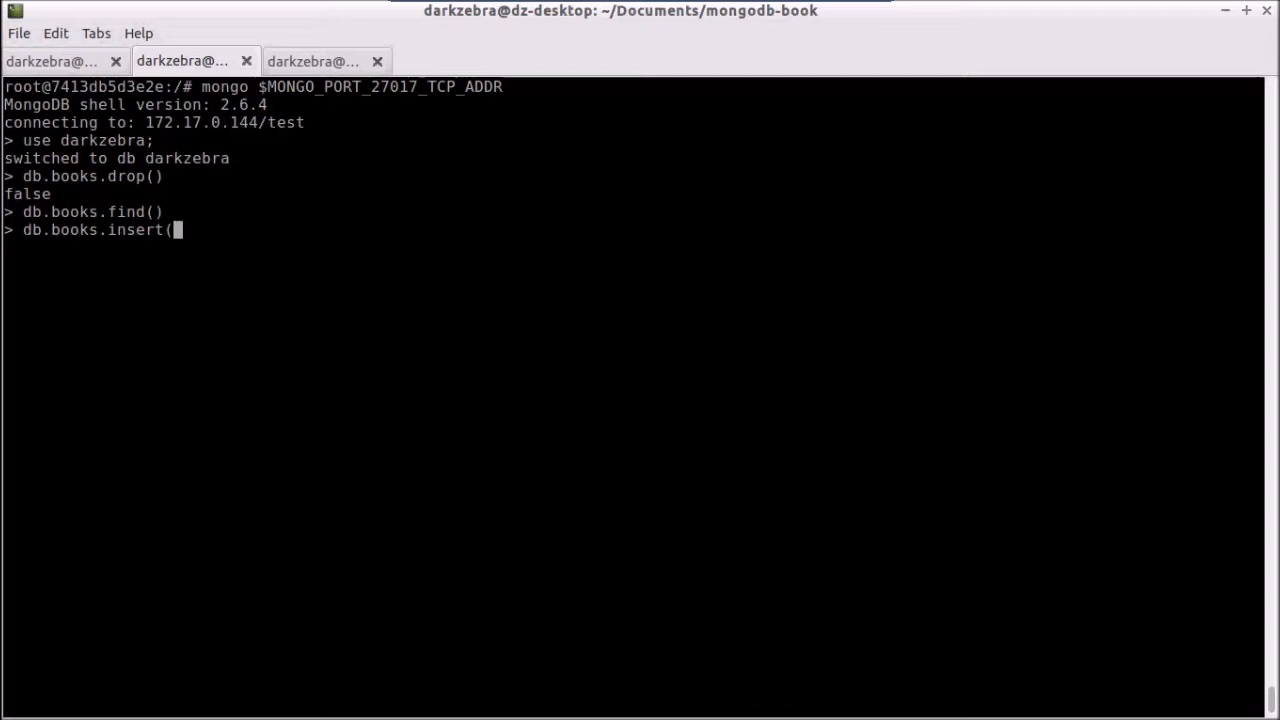 darkzebra@dz-desktop: ~/Documents/mongodb-book
File Edit Tabs Help
darkzebra@... darkzebra@... darkzebra@...
root@7413db5d3e2e:/# mongo $MONGO_PORT_27017_TCP_ADDR
MongoDB shell version: 2.6.4
connecting to: 172.17.0.144/test
> use darkzebra;
switched to db darkzebra
> db.books.drop()
false
> db.books.find()
> db.books.insert(